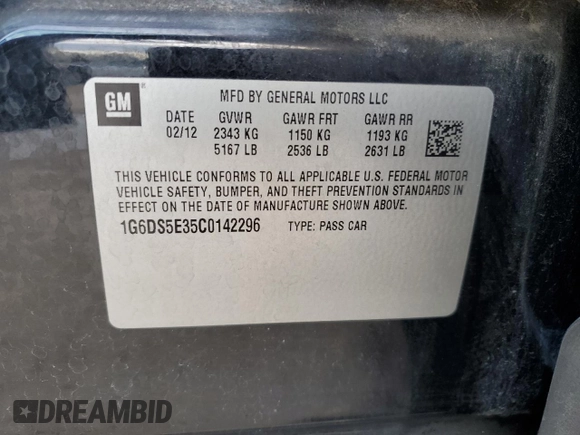 GM
MFD BY GENERAL MOTORS LLC
DATE GVWR GAWR FRT GAWR RR
02/12 2343 KG 1150 KG 1193 KG
5167 LB 2536 LB 2631 LB
THIS VEHICLE CONFORMS TO ALL APPLICABLE U.S. FEDERAL MOTOR
VEHICLE SAFETY, BUMPER, AND THEFT PREVENTION STANDARDS IN
EFFECT ON THE DATE OF MANUFACTURE SHOWN ABOVE.
1G6DS5E35C0142296 TYPE: PASS CAR
DREAMBID